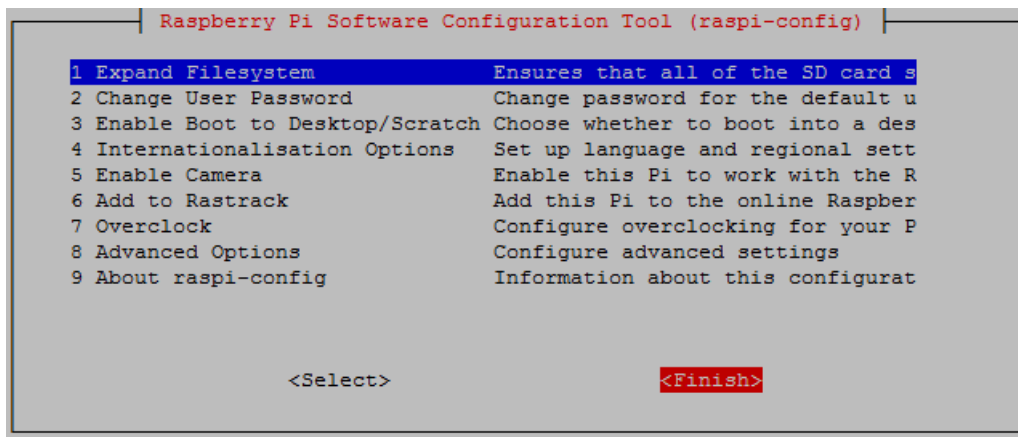 Raspberry Pi Software Configuration Tool (raspi-config)
1 Expand Filesystem Ensures that all of the SD card s
2 Change User Password Change password for the default u
3 Enable Boot to Desktop/Scratch Choose whether to boot into a des
4 Internationalisation Options Set up language and regional sett
5 Enable Camera Enable this Pi to work with the R
6 Add to Rastrack Add this Pi to the online Raspber
7 Overclock Configure overclocking for your P
8 Advanced Options Configure advanced settings
9 About raspi-config Information about this configurat
<Select> <Finish>